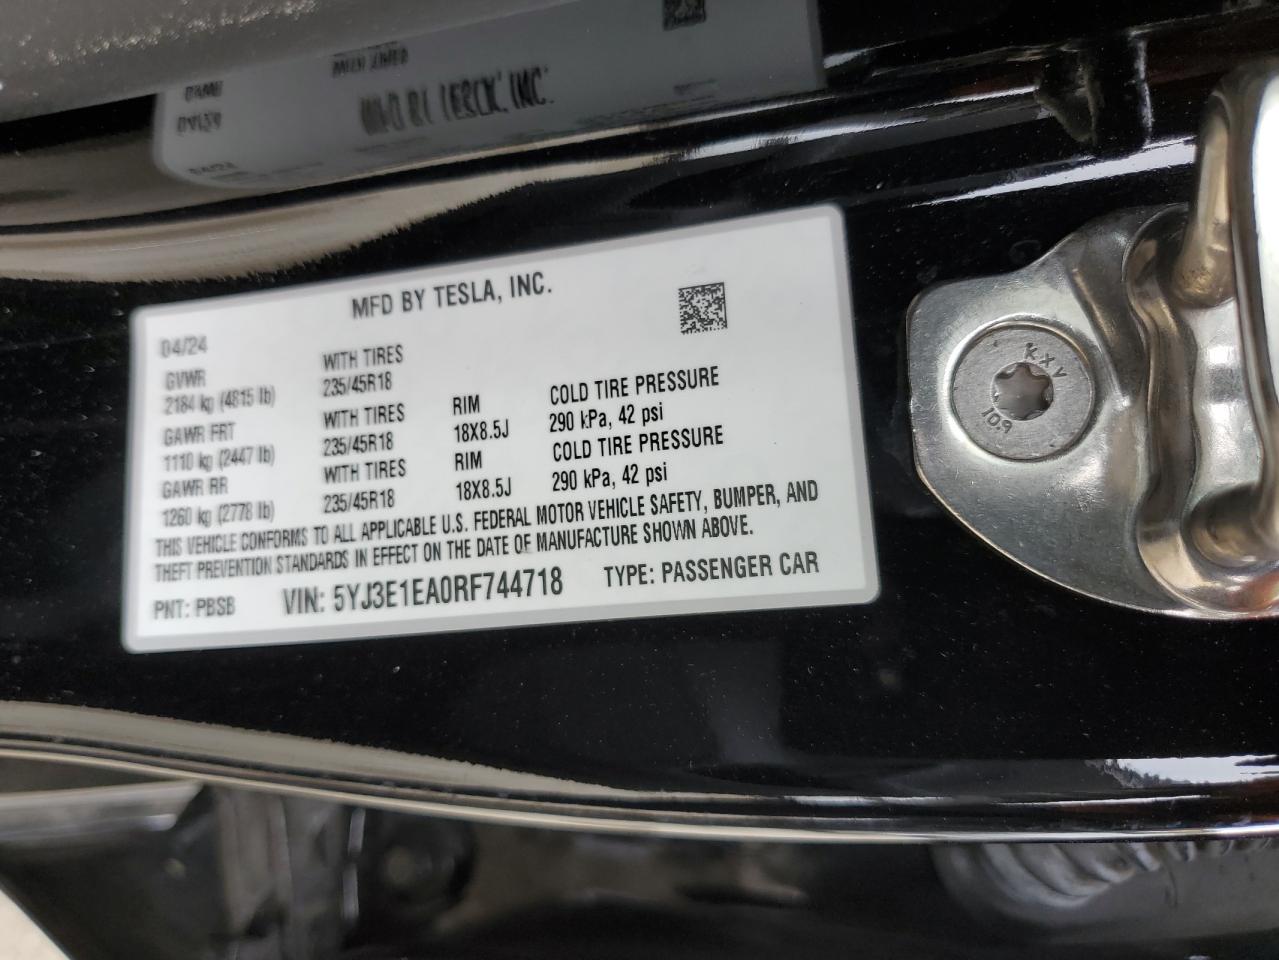 MFD BY TESLA, INC.
04/24
GVWR
2184 kg (4815 lb)
WITH TIRES
235/45R18
GAWR FRT
1110 kg (2447 lb)
WITH TIRES
235/45R18
RIM
18X8.5J
COLD TIRE PRESSURE
290 kPa, 42 psi
GAWR RR
1260 kg (2778 lb)
WITH TIRES
235/45R18
RIM
18X8.5J
COLD TIRE PRESSURE
290 kPa, 42 psi
THIS VEHICLE CONFORMS TO ALL APPLICABLE U.S. FEDERAL MOTOR VEHICLE SAFETY, BUMPER, AND
THEFT PREVENTION STANDARDS IN EFFECT ON THE DATE OF MANUFACTURE SHOWN ABOVE.
PNT: PBSB VIN: 5YJ3E1EA0RF744718 TYPE: PASSENGER CAR
KXV
10.9